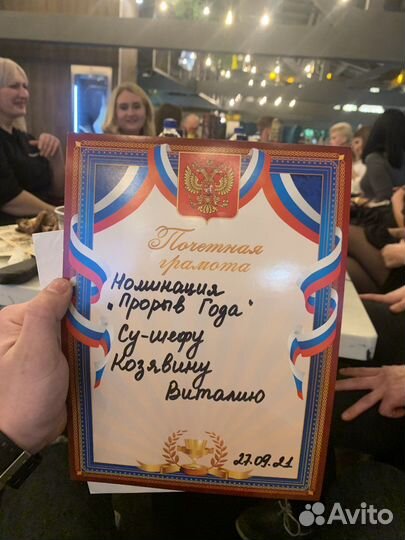 Почетная
грамота
Номинация
„Прорыв Года"
Су-шефу
Козявину
Виталию
27.09.21
Avito